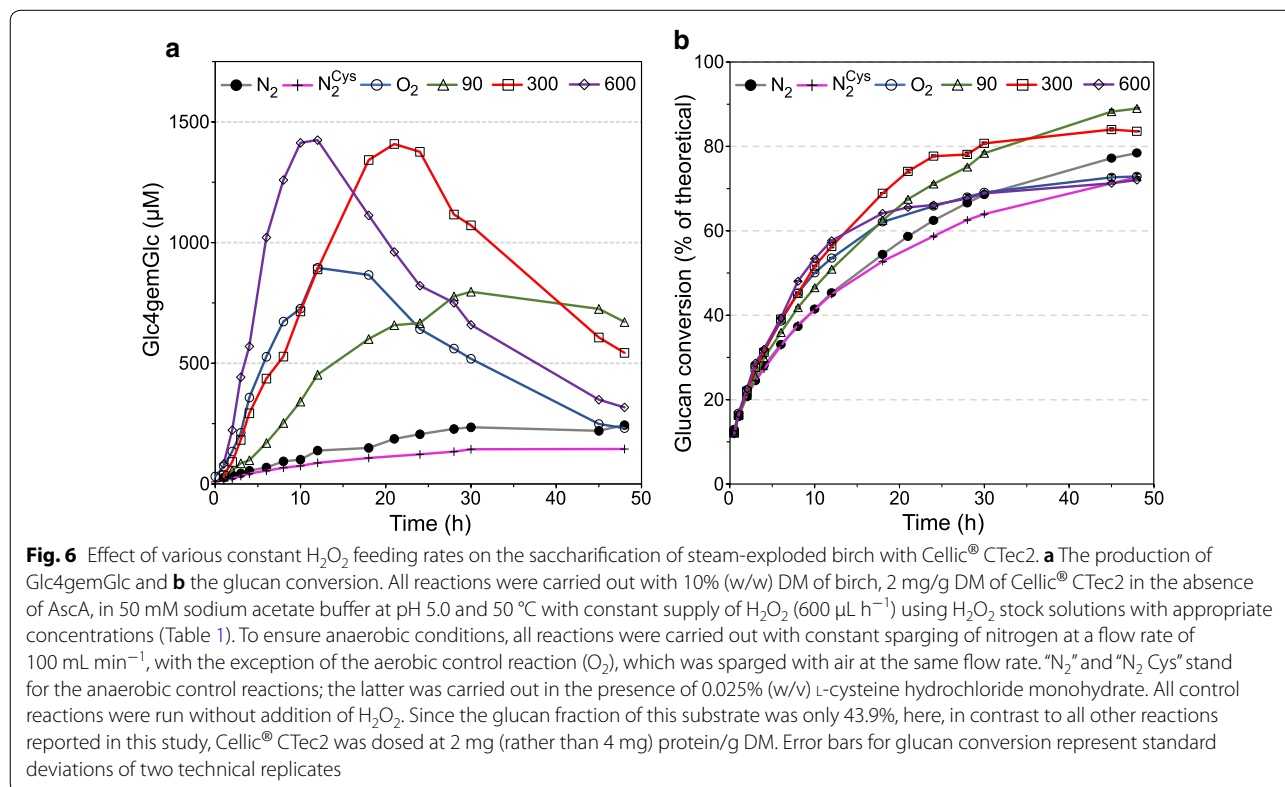 a
N₂ N₂^Cys O₂ 90 300 600
1500
1000
500
0
Glc4gemGlc (µM)
0 10 20 30 40 50
Time (h)
b
100
N₂ N₂^Cys O₂ 90 300 600
80
60
40
20
0
Glucan conversion (% of theoretical)
0 10 20 30 40 50
Time (h)
Fig. 6 Effect of various constant H₂O₂ feeding rates on the saccharification of steam-exploded birch with Cellic® CTec2. a The production of
Glc4gemGlc and b the glucan conversion. All reactions were carried out with 10% (w/w) DM of birch, 2 mg/g DM of Cellic® CTec2 in the absence
of AscA, in 50 mM sodium acetate buffer at pH 5.0 and 50 °C with constant supply of H₂O₂ (600 µL h⁻¹) using H₂O₂ stock solutions with appropriate
concentrations (Table 1). To ensure anaerobic conditions, all reactions were carried out with constant sparging of nitrogen at a flow rate of
100 mL min⁻¹, with the exception of the aerobic control reaction (O₂), which was sparged with air at the same flow rate. “N₂” and “N₂ Cys” stand
for the anaerobic control reactions; the latter was carried out in the presence of 0.025% (w/v) L-cysteine hydrochloride monohydrate. All control
reactions were run without addition of H₂O₂. Since the glucan fraction of this substrate was only 43.9%, here, in contrast to all other reactions
reported in this study, Cellic® CTec2 was dosed at 2 mg (rather than 4 mg) protein/g DM. Error bars for glucan conversion represent standard
deviations of two technical replicates